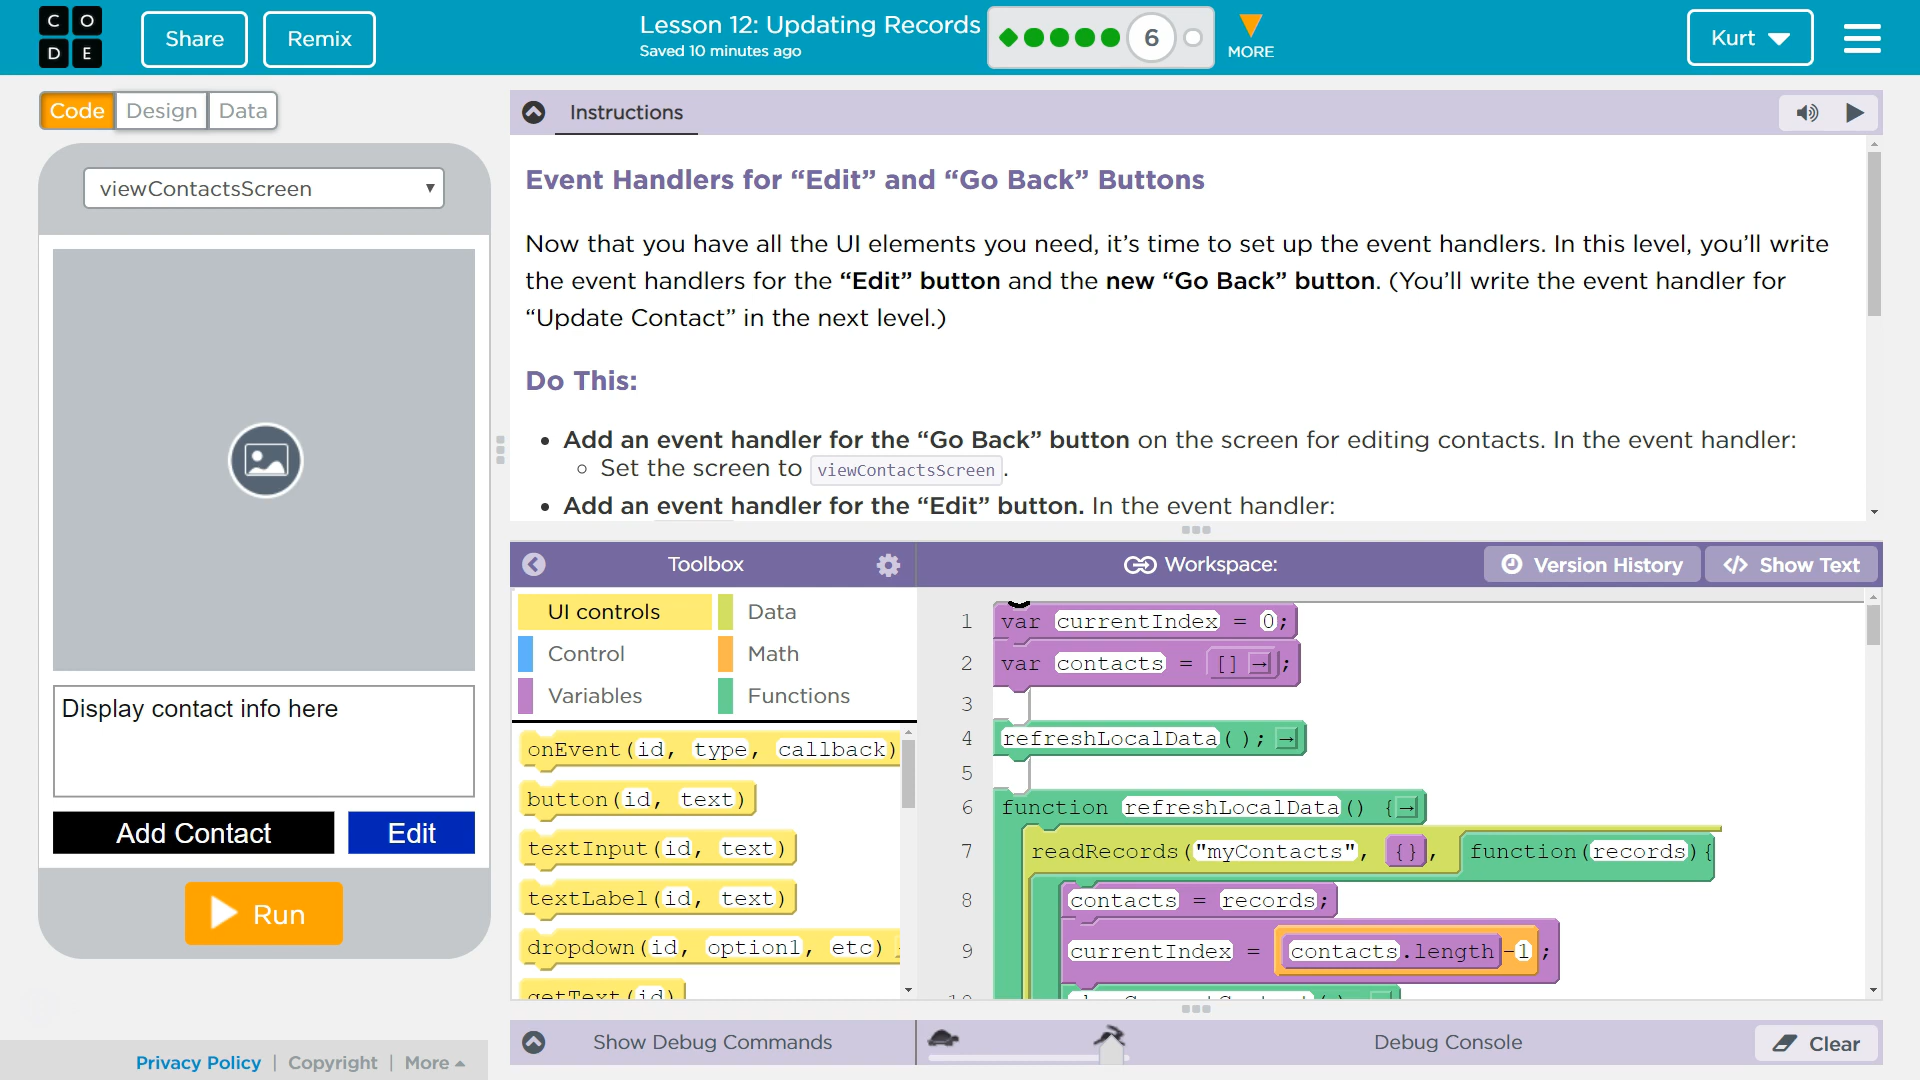 C O
D E
Share
Remix
Lesson 12: Updating Records
Saved 10 minutes ago
6
MORE
Kurt
Code
Design
Data
viewContactsScreen
Display contact info here
Add Contact
Edit
Run
Privacy Policy | Copyright | More
Instructions
Event Handlers for “Edit” and “Go Back” Buttons
Now that you have all the UI elements you need, it’s time to set up the event handlers. In this level, you’ll write
the event handlers for the “Edit” button and the new “Go Back” button. (You’ll write the event handler for
“Update Contact” in the next level.)
Do This:
Add an event handler for the “Go Back” button on the screen for editing contacts. In the event handler:
Set the screen to viewContactsScreen.
Add an event handler for the “Edit” button. In the event handler:
Toolbox
UI controls
Data
Control
Math
Variables
Functions
onEvent(id, type, callback)
button(id, text)
textInput(id, text)
textLabel(id, text)
dropdown(id, option1, etc)
getText(id)
Workspace:
Version History
</> Show Text
1 var currentIndex = 0;
2 var contacts = [] → ;
3
4 refreshLocalData( ); →
5
6 function refreshLocalData() { →
7 readRecords("myContacts", {}, function(records){
8 contacts = records;
9 currentIndex = contacts.length -1 ;
10
Show Debug Commands
Debug Console
Clear